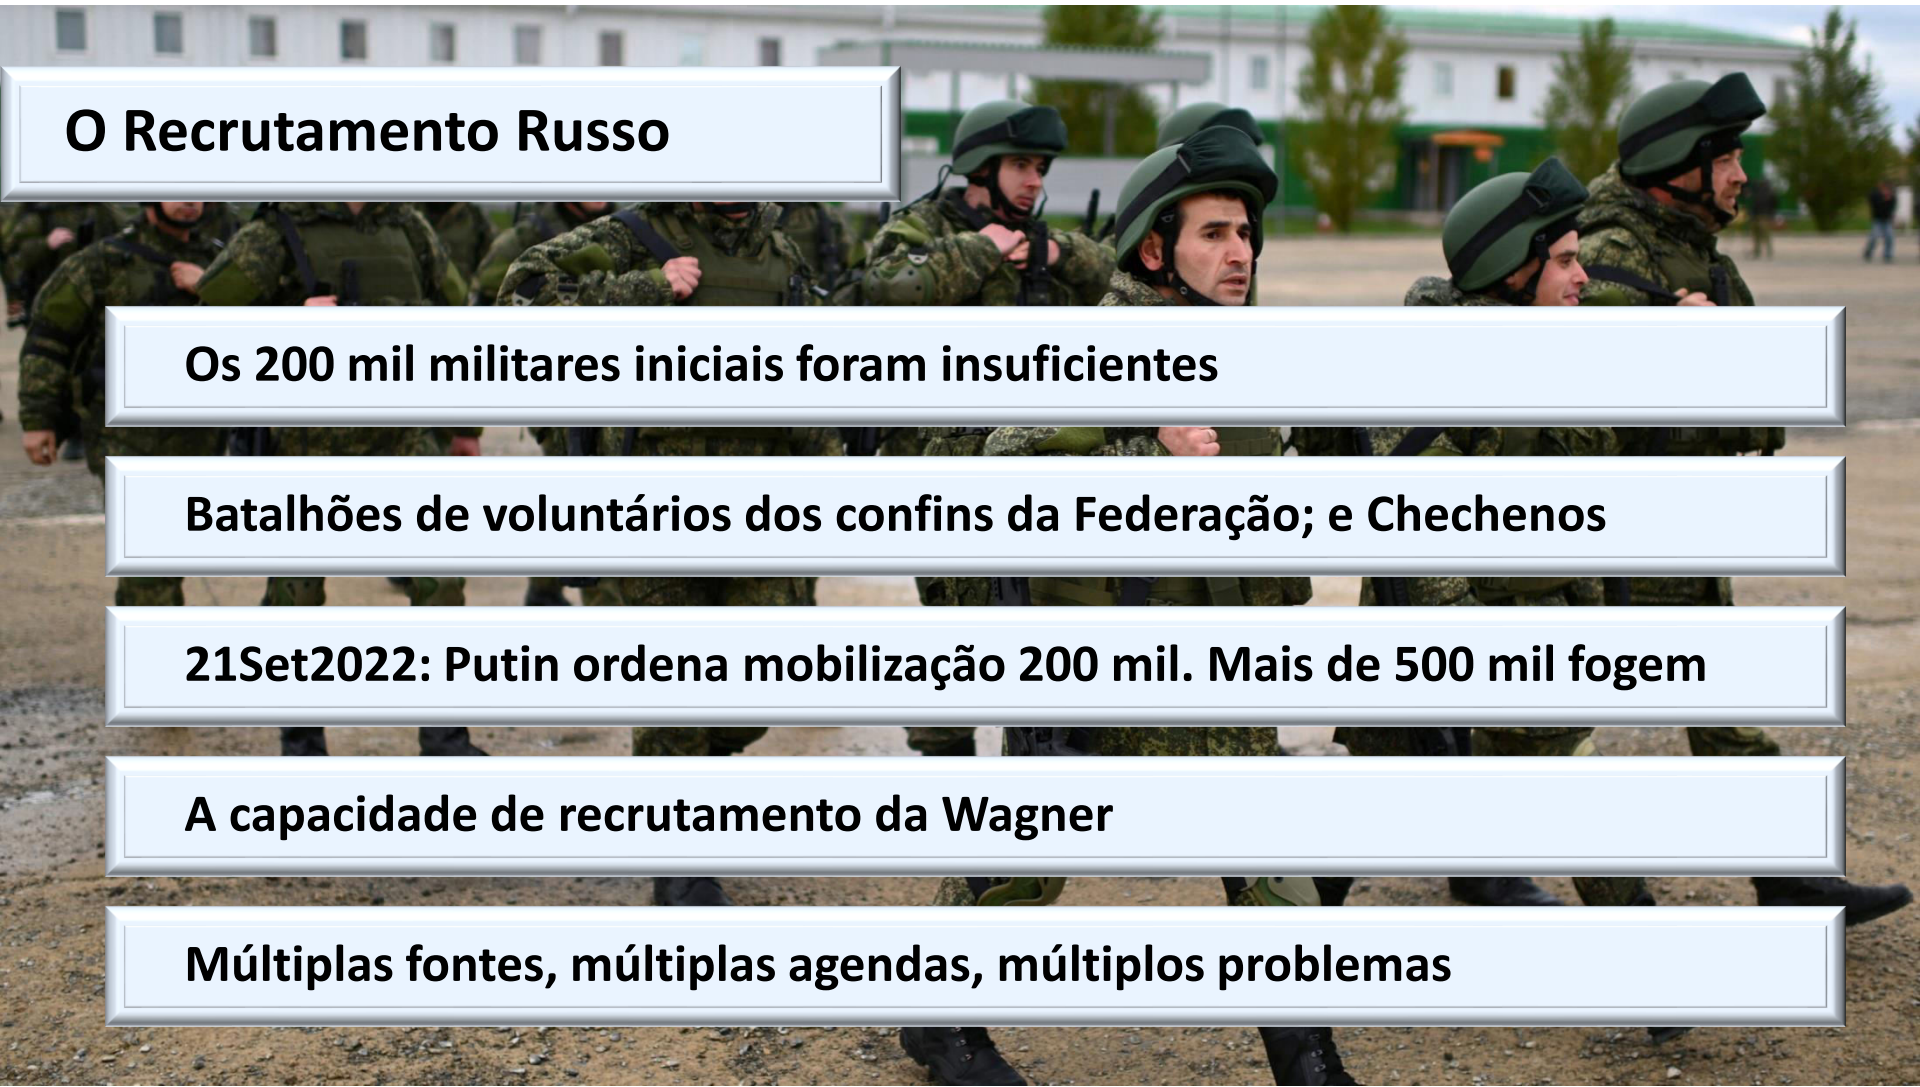 O Recrutamento Russo
Os 200 mil militares iniciais foram insuficientes
Batalhões de voluntários dos confins da Federação; e Chechenos
21Set2022: Putin ordena mobilização 200 mil. Mais de 500 mil fogem
A capacidade de recrutamento da Wagner
Múltiplas fontes, múltiplas agendas, múltiplos problemas